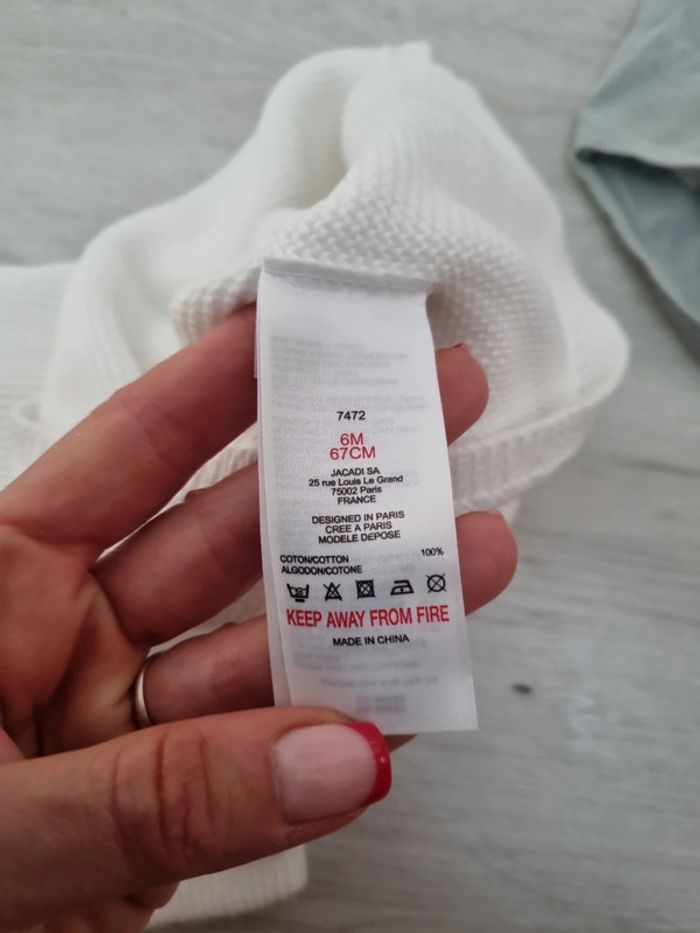 7472
6M
67CM
JACADI SA
25 rue Louis Le Grand
75002 Paris
FRANCE
DESIGNED IN PARIS
CREE A PARIS
MODELE DEPOSE
COTON/COTTON 100%
ALGODON/COTONE
KEEP AWAY FROM FIRE
MADE IN CHINA